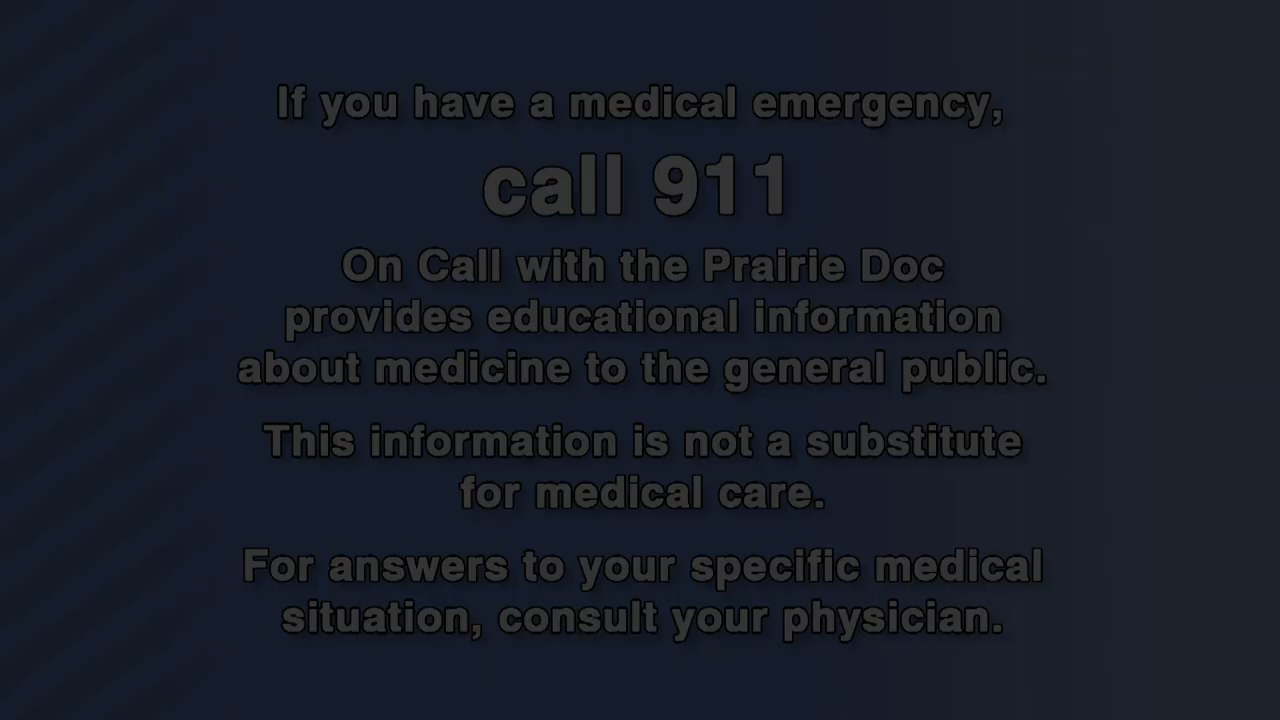 If you have a medical emergency,
call 911
On Call with the Prairie Doc
provides educational information
about medicine to the general public.
This information is not a substitute
for medical care.
For answers to your specific medical
situation, consult your physician.